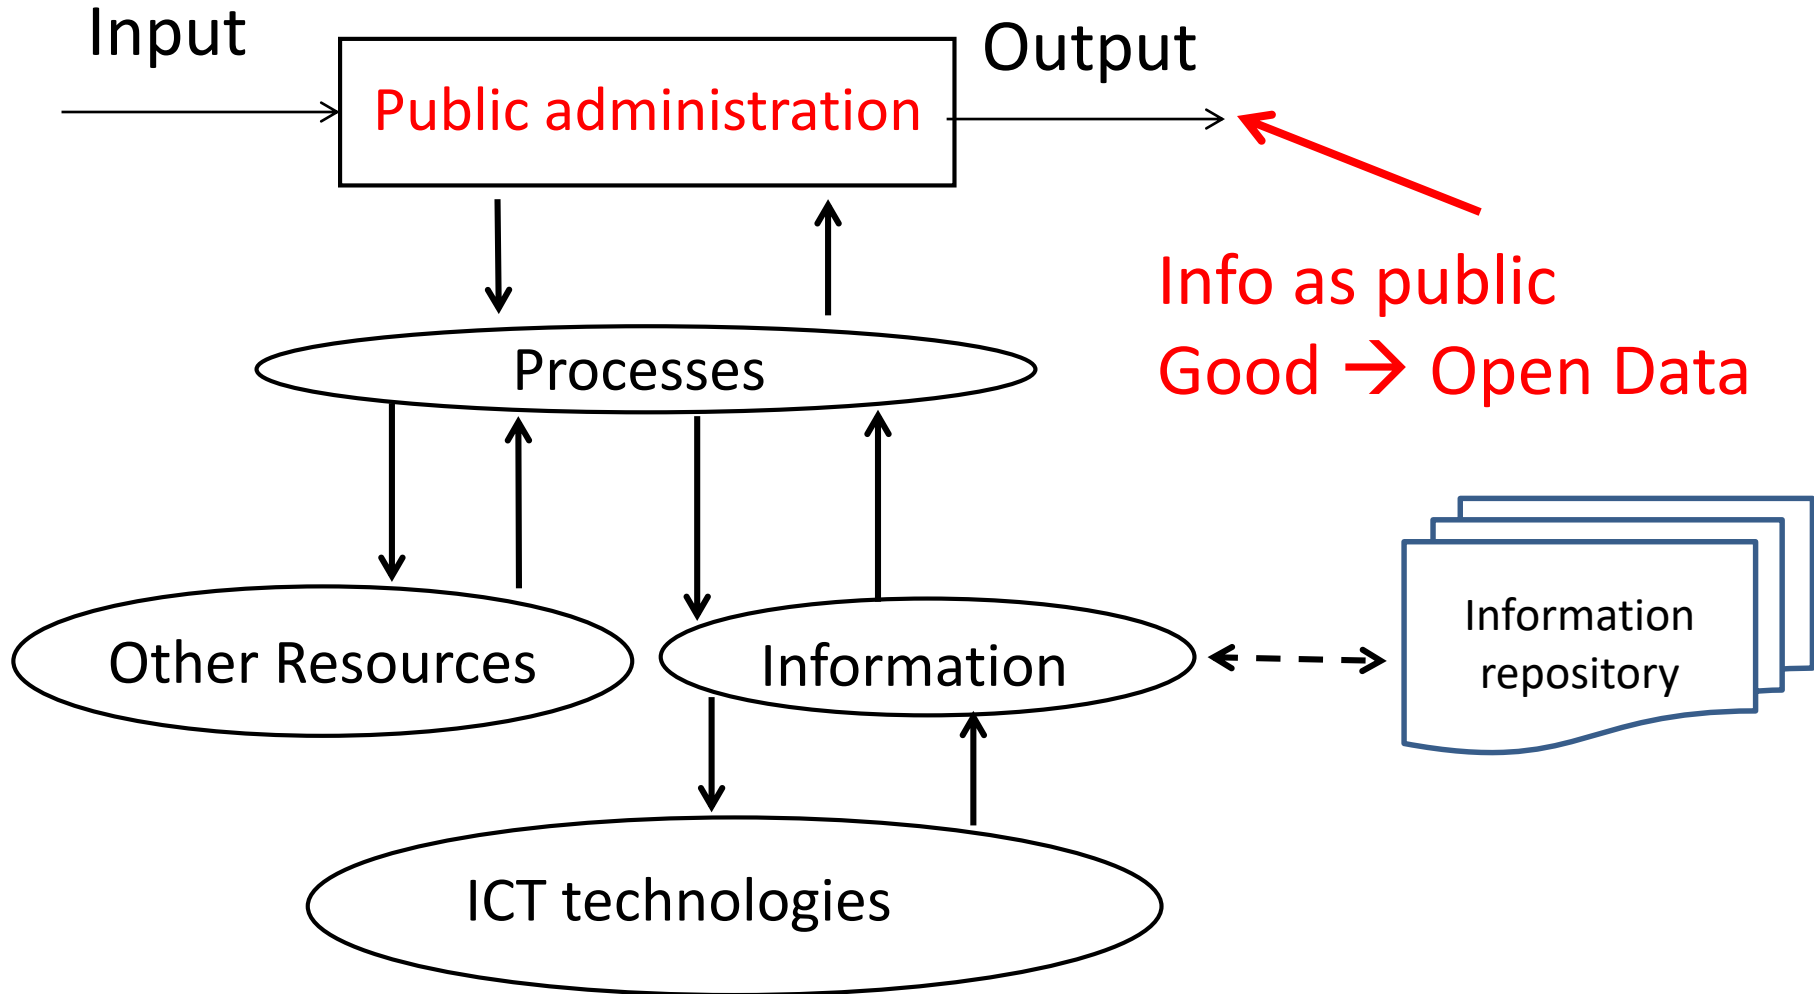 Input
Output
Public administration
Info as public
Good → Open Data
Processes
Other Resources
Information
Information
repository
ICT technologies